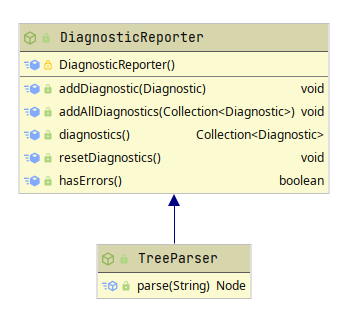 DiagnosticReporter
DiagnosticReporter()
addDiagnostic(Diagnostic) void
addAllDiagnostics(Collection<Diagnostic>) void
diagnostics() Collection<Diagnostic>
resetDiagnostics() void
hasErrors() boolean
TreeParser
parse(String) Node